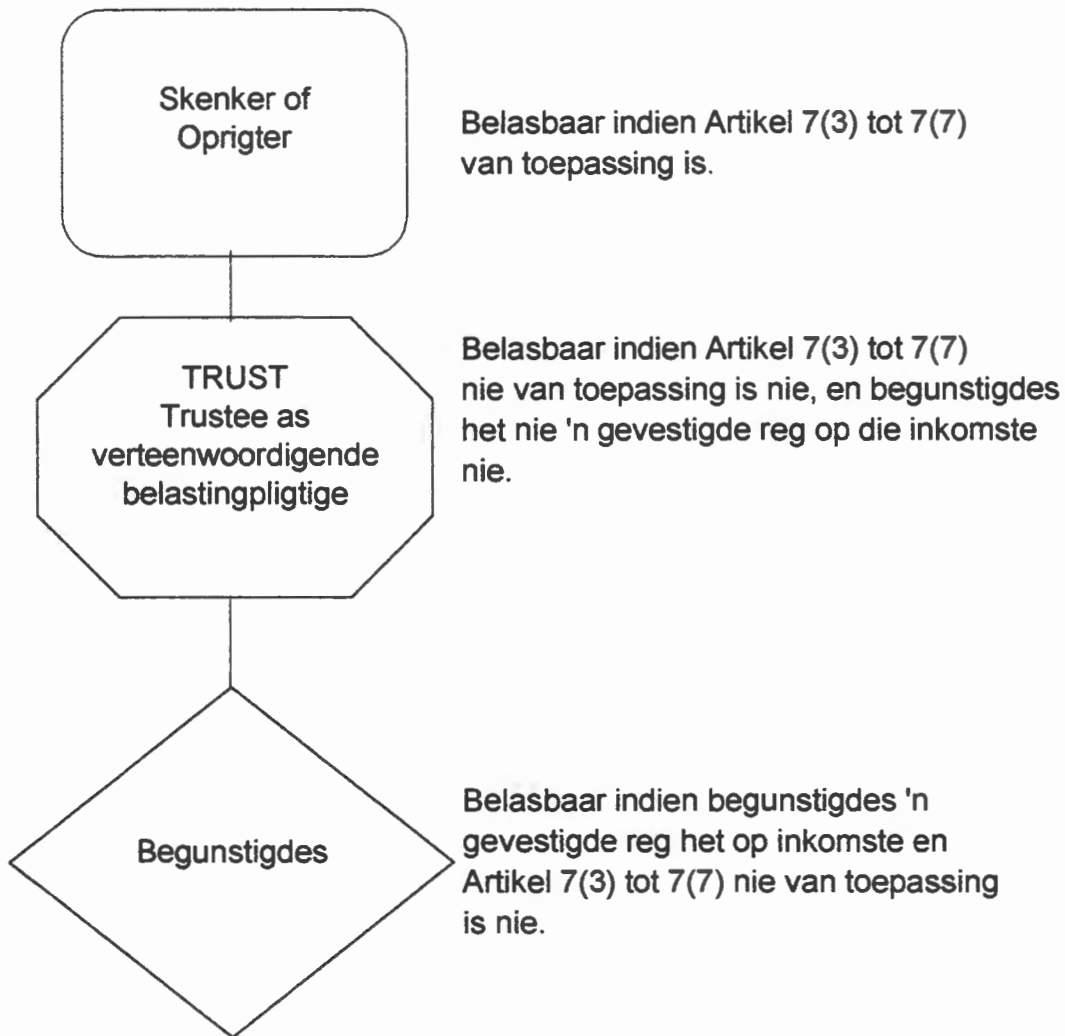 Skenker of
Oprigter
Belasbaar indien Artikel 7(3) tot 7(7)
van toepassing is.
TRUST
Trustee as
verteenwoordigende
belastingpligtige
Belasbaar indien Artikel 7(3) tot 7(7)
nie van toepassing is nie, en begunstigdes
het nie 'n gevestigde reg op die inkomste
nie.
Begunstigdes
Belasbaar indien begunstigdes 'n
gevestigde reg het op inkomste en
Artikel 7(3) tot 7(7) nie van toepassing
is nie.